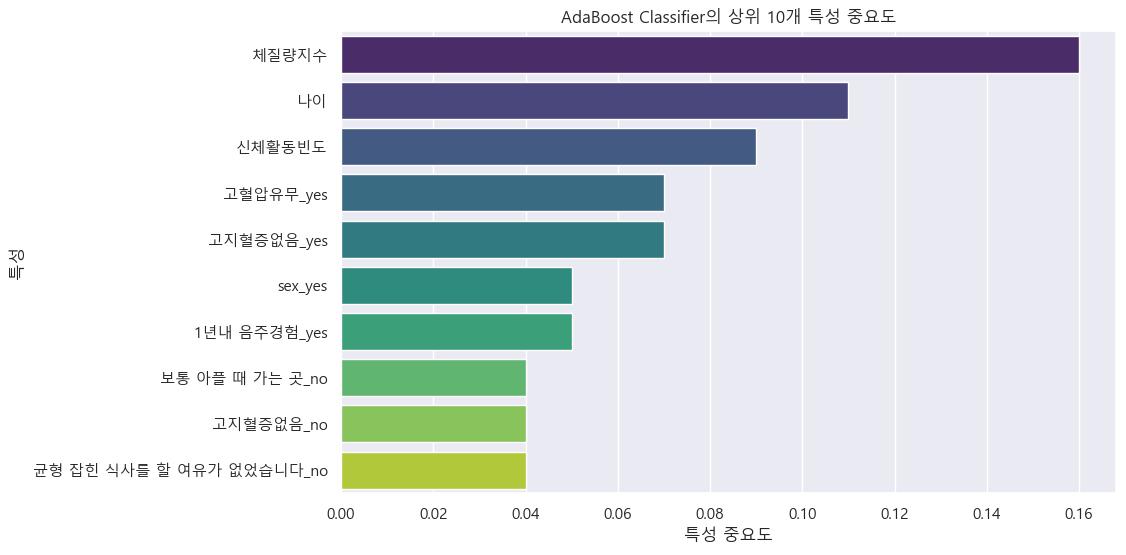 AdaBoost Classifier의 상위 10개 특성 중요도
특성
체질량지수
나이
신체활동빈도
고혈압유무_yes
고지혈증없음_yes
sex_yes
1년내 음주경험_yes
보통 아플 때 가는 곳_no
고지혈증없음_no
균형 잡힌 식사를 할 여유가 없었습니다_no
0.00 0.02 0.04 0.06 0.08 0.10 0.12 0.14 0.16
특성 중요도